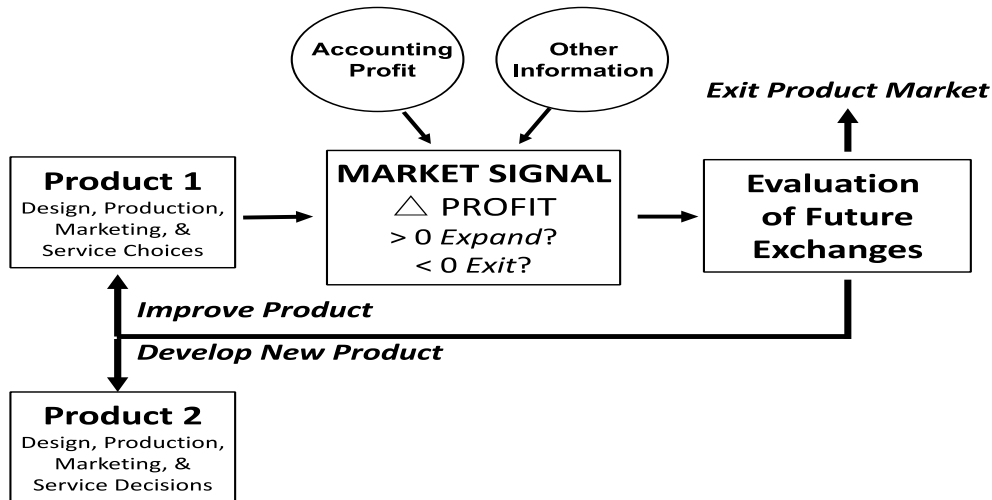 Accounting
Profit
Other
Information
Exit Product Market
Product 1
Design, Production,
Marketing, &
Service Choices
MARKET SIGNAL
△ PROFIT
> 0 Expand?
< 0 Exit?
Evaluation
of Future
Exchanges
Improve Product
Develop New Product
Product 2
Design, Production,
Marketing, &
Service Decisions